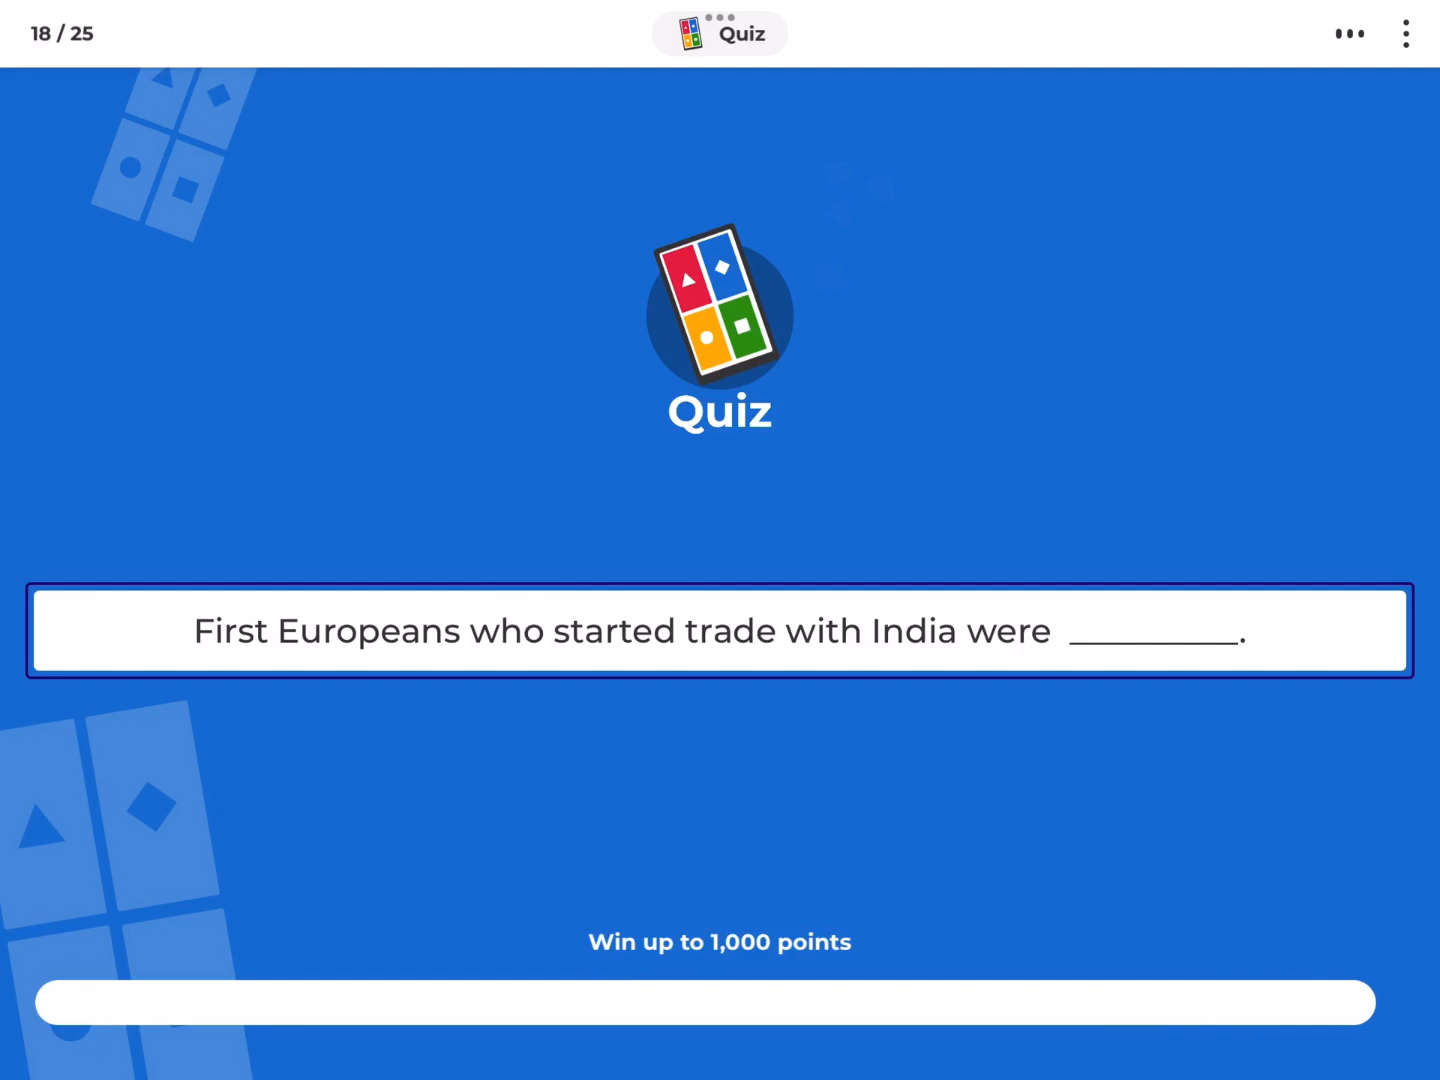 18 / 25
Quiz
Quiz
First Europeans who started trade with India were __________.
Win up to 1,000 points